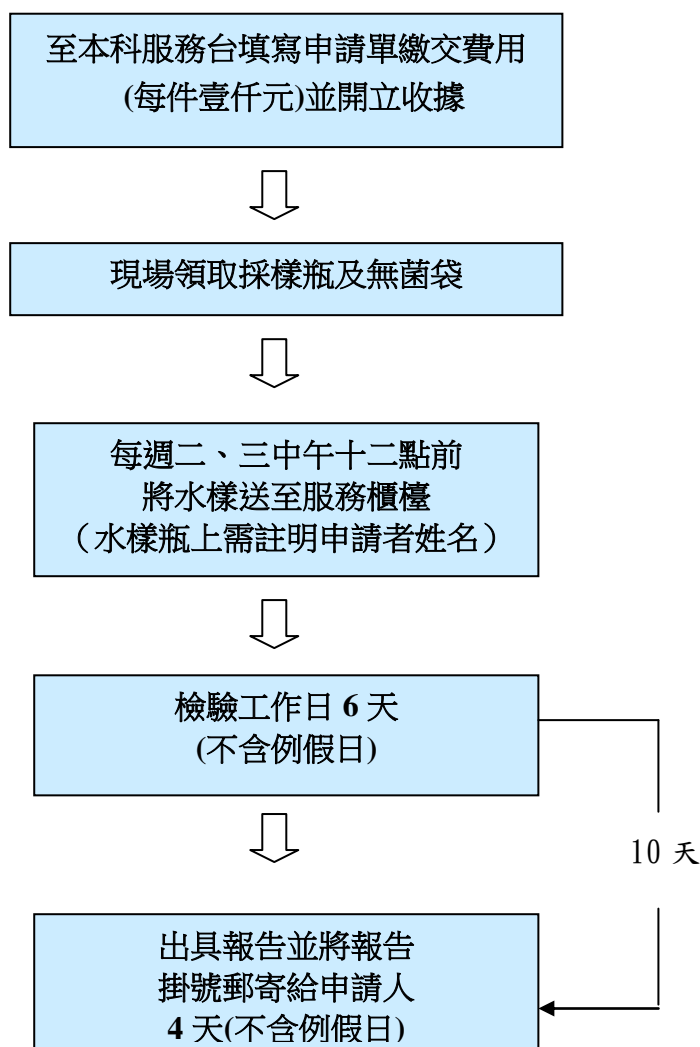 至本科服務台填寫申請單繳交費用
(每件壹仟元)並開立收據
現場領取採樣瓶及無菌袋
每週二、三中午十二點前
將水樣送至服務櫃檯
（水樣瓶上需註明申請者姓名）
檢驗工作日 6 天
(不含例假日)
10 天
出具報告並將報告
掛號郵寄給申請人
4 天(不含例假日)